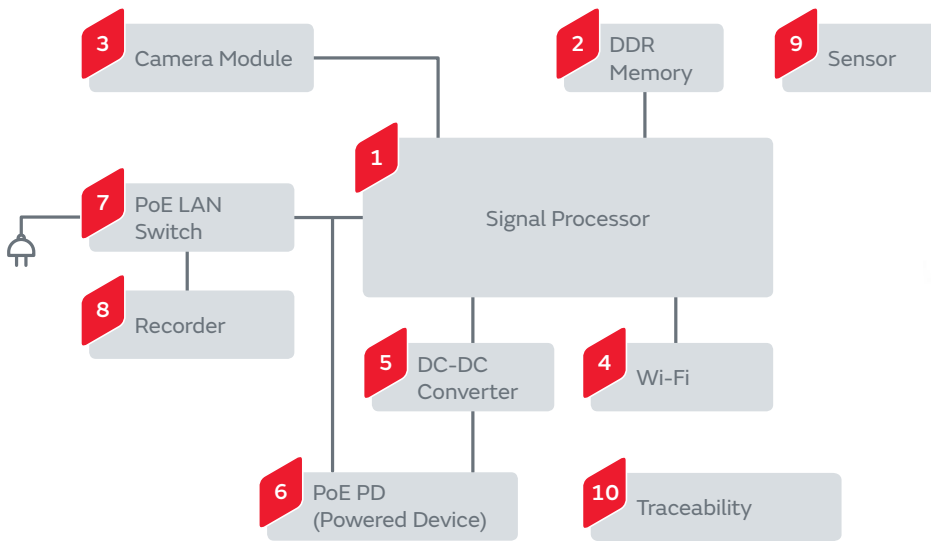 3
Camera Module
2
DDR
Memory
9
Sensor
1
Signal Processor
7
PoE LAN
Switch
8
Recorder
5
DC-DC
Converter
4
Wi-Fi
6
PoE PD
(Powered Device)
10
Traceability